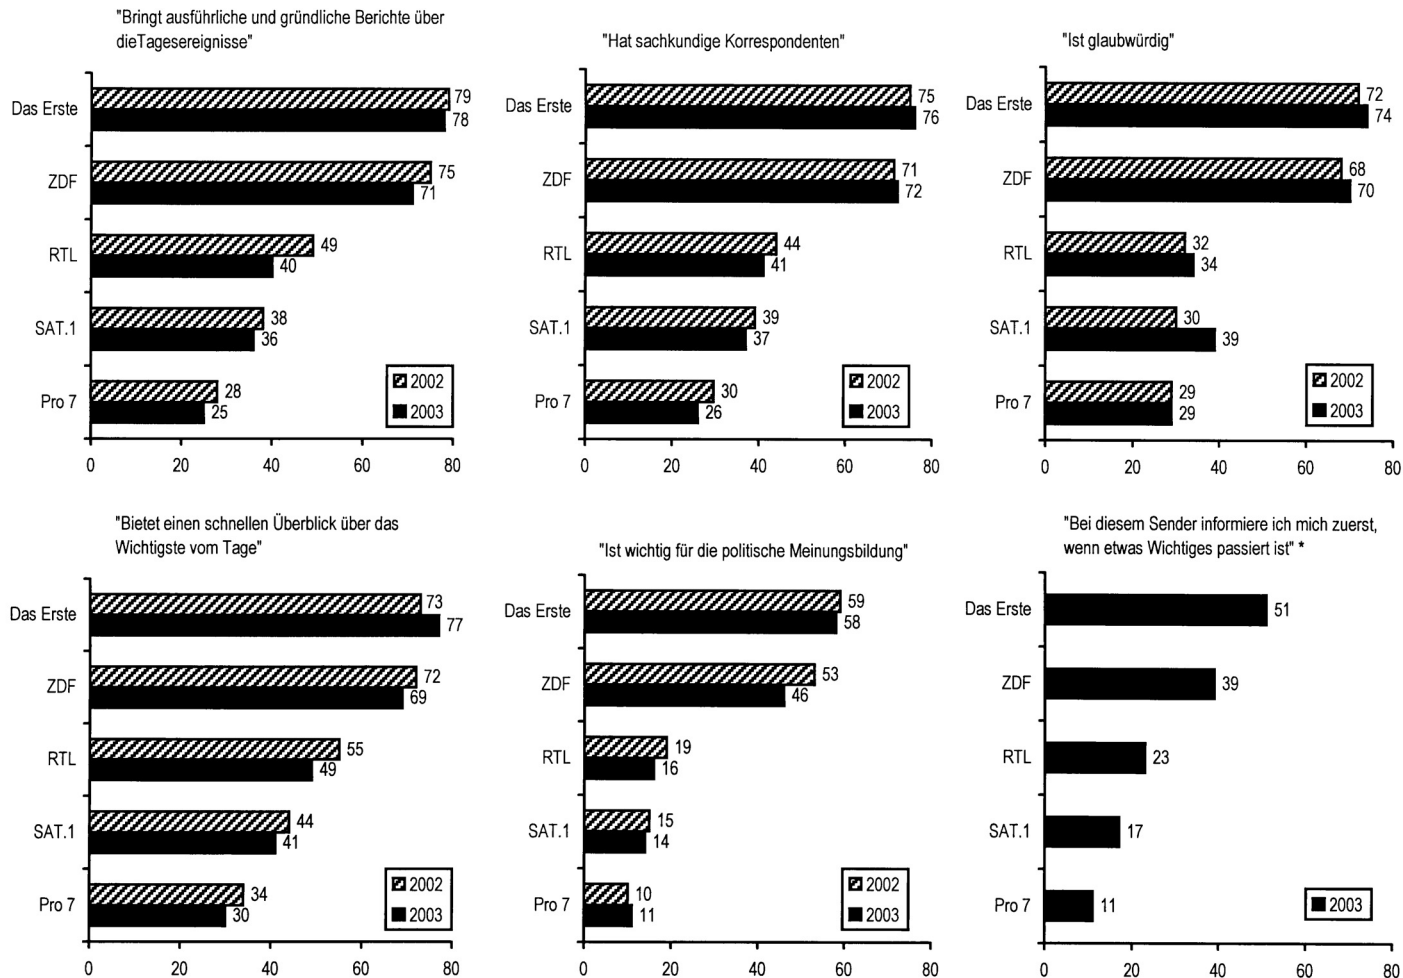 "Bringt ausführliche und gründliche Berichte über
dieTagesereignisse"
Das Erste
79
78
ZDF
75
71
RTL
49
40
SAT.1
38
36
Pro 7
28
25
2002
2003
0 20 40 60 80
"Hat sachkundige Korrespondenten"
Das Erste
75
76
ZDF
71
72
RTL
44
41
SAT.1
39
37
Pro 7
30
26
2002
2003
0 20 40 60 80
"Ist glaubwürdig"
Das Erste
72
74
ZDF
68
70
RTL
32
34
SAT.1
30
39
Pro 7
29
29
2002
2003
0 20 40 60 80
"Bietet einen schnellen Überblick über das
Wichtigste vom Tage"
Das Erste
73
77
ZDF
72
69
RTL
55
49
SAT.1
44
41
Pro 7
34
30
2002
2003
0 20 40 60 80
"Ist wichtig für die politische Meinungsbildung"
Das Erste
59
58
ZDF
53
46
RTL
19
16
SAT.1
15
14
Pro 7
10
11
2002
2003
0 20 40 60 80
"Bei diesem Sender informiere ich mich zuerst,
wenn etwas Wichtiges passiert ist" *
Das Erste
51
ZDF
39
RTL
23
SAT.1
17
Pro 7
11
2003
0 20 40 60 80